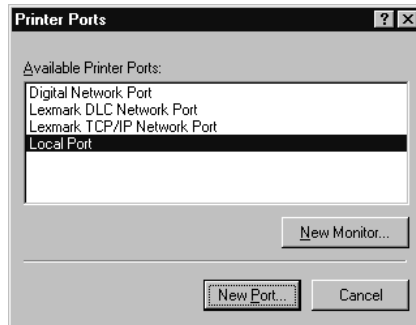 Printer Ports
Available Printer Ports:
Digital Network Port
Lexmark DLC Network Port
Lexmark TCP/IP Network Port
Local Port
New Monitor...
New Port...
Cancel